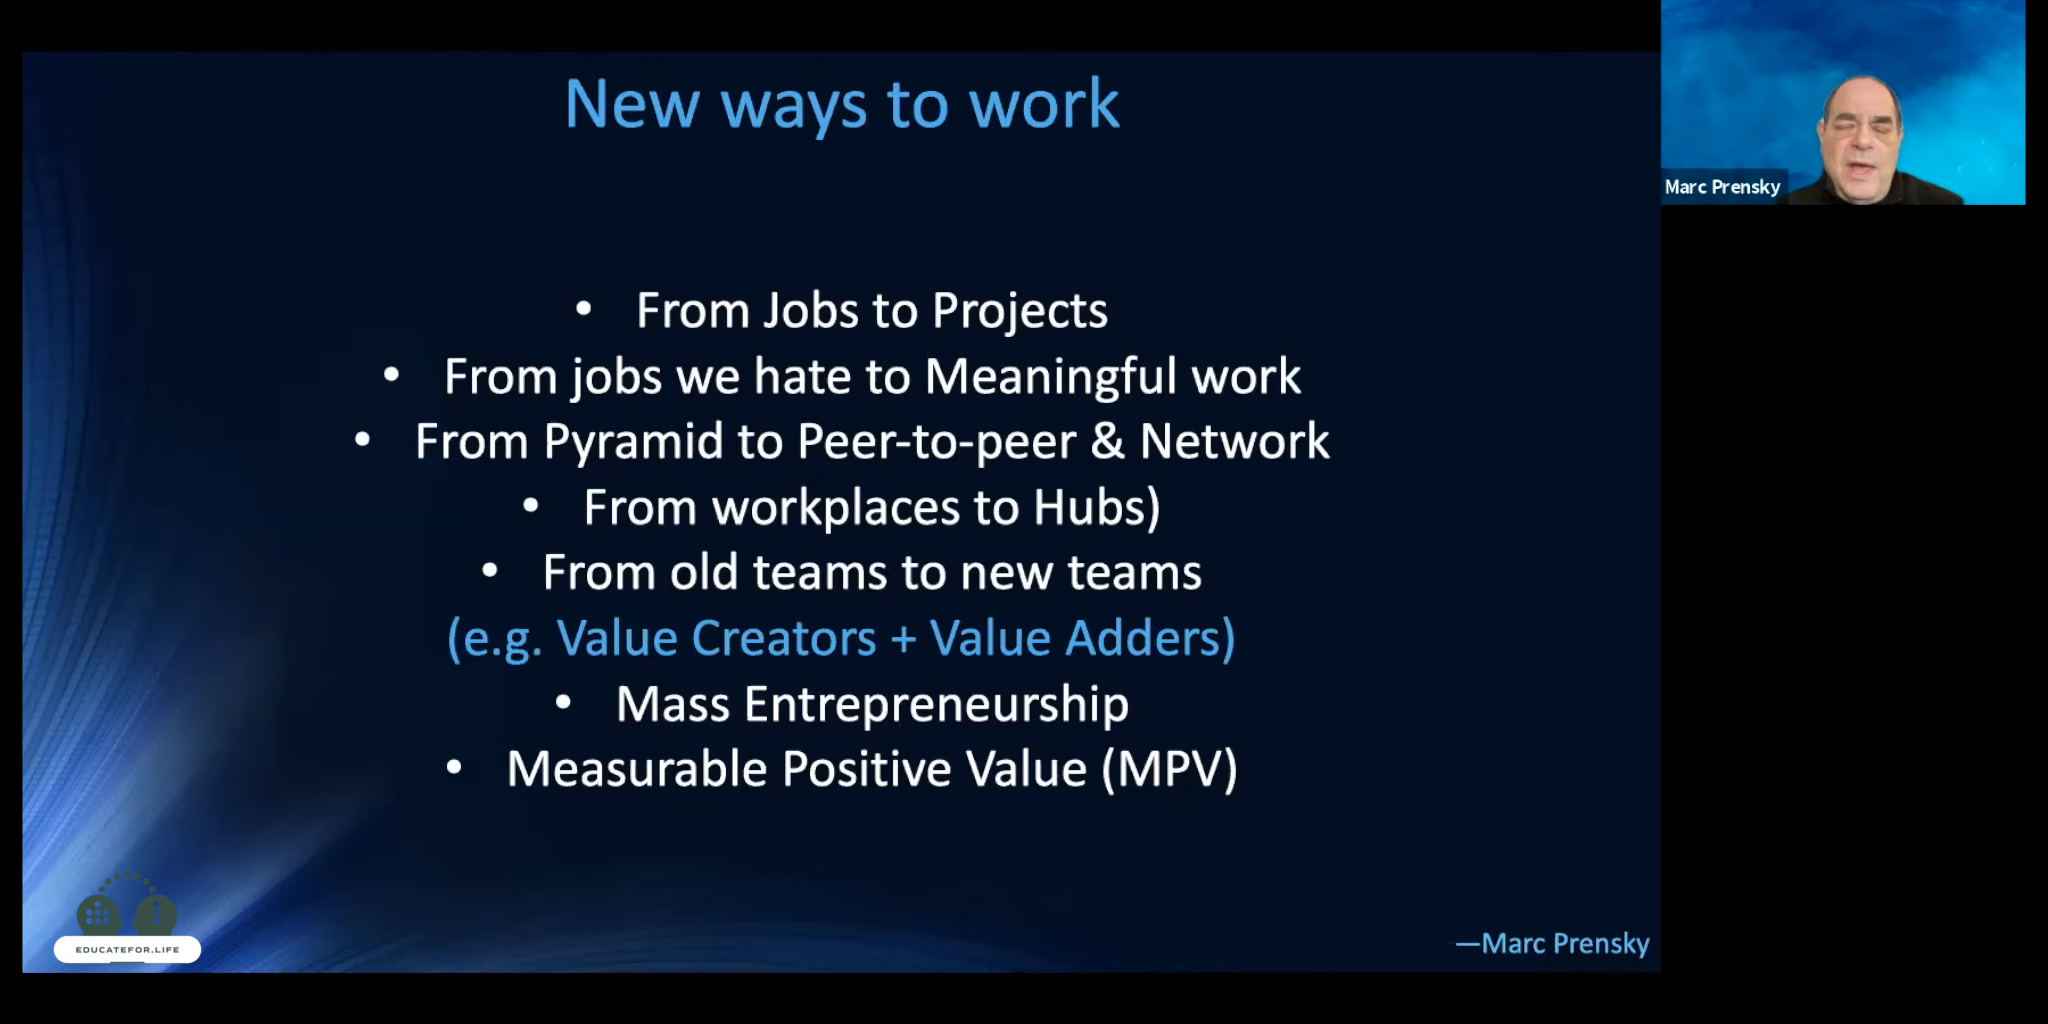 New ways to work
Marc Prensky
• From Jobs to Projects
• From jobs we hate to Meaningful work
• From Pyramid to Peer-to-peer & Network
• From workplaces to Hubs)
• From old teams to new teams
(e.g. Value Creators + Value Adders)
• Mass Entrepreneurship
• Measurable Positive Value (MPV)
EDUCATEFOR.LIFE
—Marc Prensky